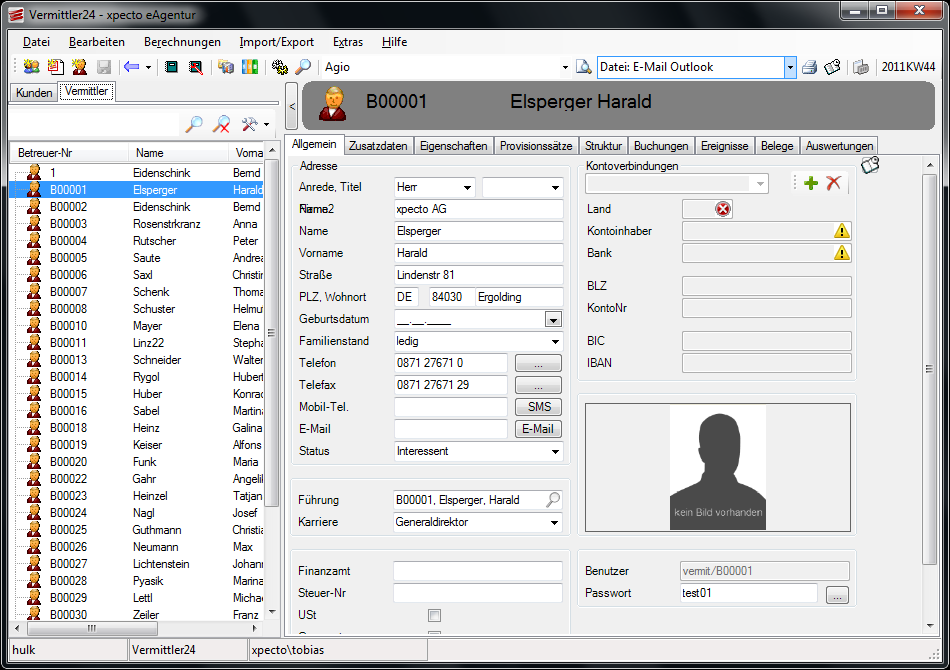 Vermittler24 - xpecto eAgentur
Datei Bearbeiten Berechnungen Import/Export Extras Hilfe
Agio Datei: E-Mail Outlook 2011KW44
Kunden Vermittler
< B00001 Elsperger Harald
Allgemein Zusatzdaten Eigenschaften Provisionssätze Struktur Buchungen Ereignisse Belege Auswertungen
Betreuer-Nr Name Vorna
1 Eidenschink Bernd
B00001 Elsperger Harald
B00002 Eidenschink Bernd
B00003 Rosenstrkranz Anna
B00004 Rutscher Peter
B00005 Saute Andrea
B00006 Saxl Christin
B00007 Schenk Thoma
B00008 Schuster Helmut
B00010 Mayer Elena
B00011 Linz22 Stepha
B00013 Schneider Walter
B00014 Rygol Hubert
B00015 Huber Konrad
B00016 Sabel Martina
B00018 Heinz Galina
B00019 Keiser Alfons
B00020 Funk Maria
B00022 Gahr Angelik
B00023 Heinzel Tatjan
B00024 Nagl Josef
B00025 Guthmann Christia
B00026 Neumann Max
B00027 Lichtenstein Johann
B00028 Pyasik Marina
B00029 Lettl Michae
B00030 Zeiler Franz
Adresse
Anrede, Titel Herr
Name2 xpecto AG
Name Elsperger
Vorname Harald
Straße Lindenstr 81
PLZ, Wohnort DE 84030 Ergolding
Geburtsdatum __.__.____
Familienstand ledig
Telefon 0871 27671 0 ...
Telefax 0871 27671 29 ...
Mobil-Tel. SMS
E-Mail E-Mail
Status Interessent
Führung B00001, Elsperger, Harald
Karriere Generaldirektor
Finanzamt
Steuer-Nr
USt
Kontoverbindungen
Land
Kontoinhaber
Bank
BLZ
KontoNr
BIC
IBAN
kein Bild vorhanden
Benutzer vermit/B00001
Passwort test01 ...
hulk Vermittler24 xpecto\tobias